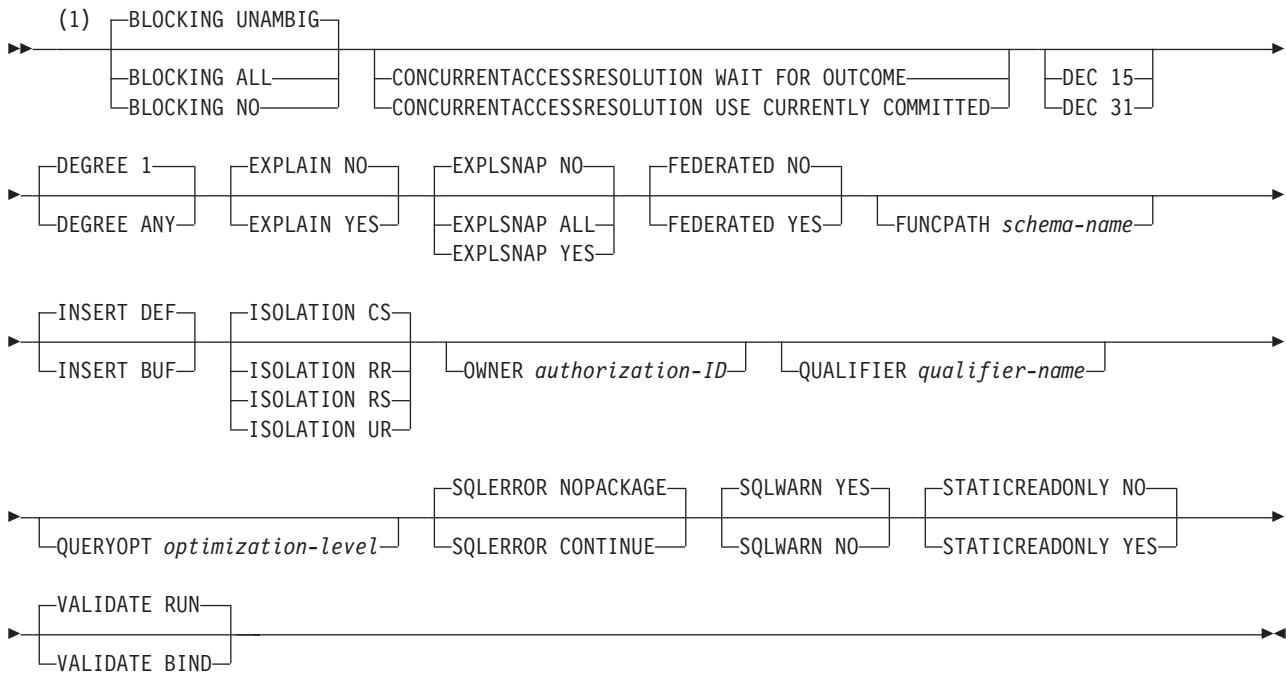 (1) BLOCKING UNAMBIG
BLOCKING ALL CONCURRENTACCESSRESOLUTION WAIT FOR OUTCOME DEC 15
BLOCKING NO CONCURRENTACCESSRESOLUTION USE CURRENTLY COMMITTED DEC 31
DEGREE 1 EXPLAIN NO EXPLSNAP NO FEDERATED NO
DEGREE ANY EXPLAIN YES EXPLSNAP ALL FEDERATED YES FUNCPATH schema-name
EXPLSNAP YES
INSERT DEF ISOLATION CS
INSERT BUF ISOLATION RR OWNER authorization-ID QUALIFIER qualifier-name
ISOLATION RS
ISOLATION UR
SQLERROR NOPACKAGE SQLWARN YES STATICREADONLY NO
QUERYOPT optimization-level SQLERROR CONTINUE SQLWARN NO STATICREADONLY YES
VALIDATE RUN
VALIDATE BIND